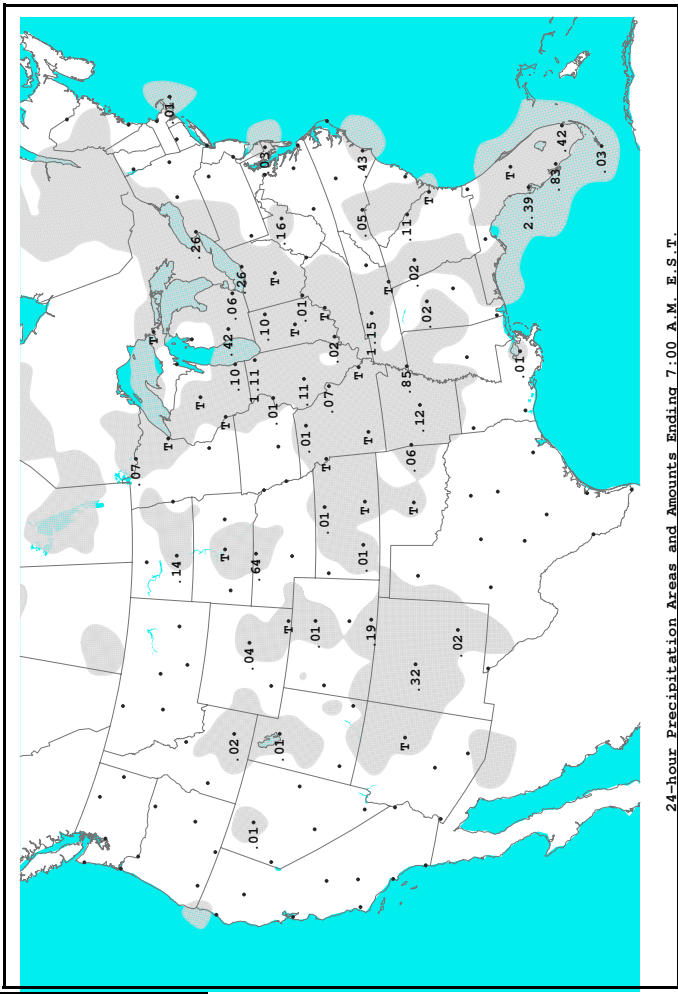 .07
T
T
.01
.14
.26
T
T
T
.42
.06
.02
.10
.26
.04
.01
1.11
.64
.03
.10
.01
T
.01
.16
T
T
.01
.11
.01
.01
.01
T
T
.07
.02
T
.05
.43
.01
T
T
.19
1.15
T
T
.85
.11
.06
T
.02
.32
.12
.02
T
.02
T
.01
2.39
.83
.42
.03
24-hour Precipitation Areas and Amounts Ending 7:00 A.M. E.S.T.